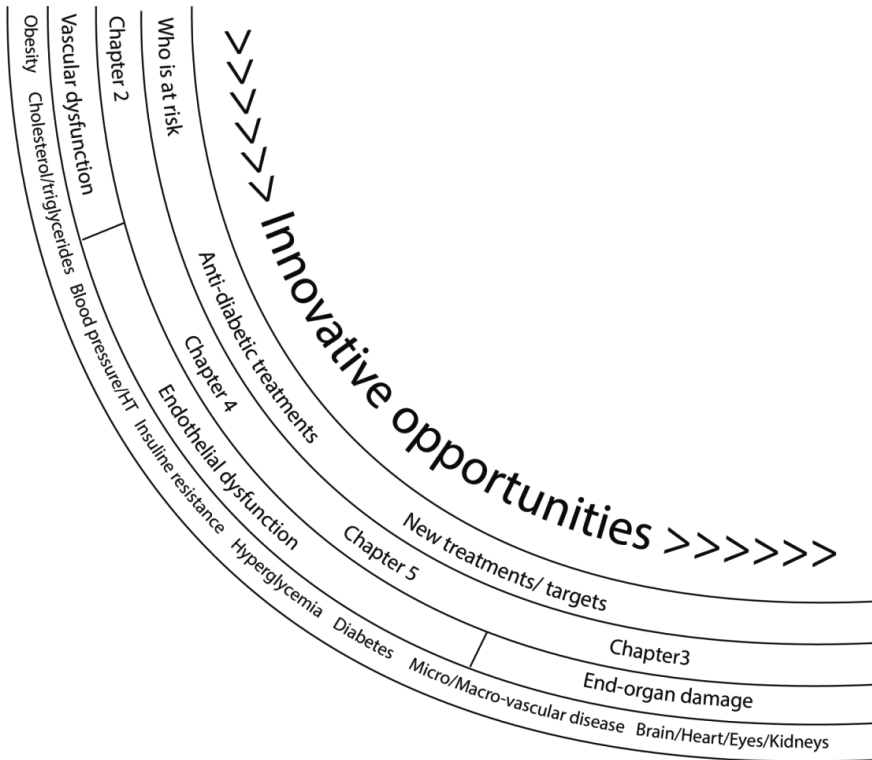 Obesity Cholesterol/triglycerides Blood pressure/HT Insuline resistance Hyperglycemia Diabetes Micro/Macro-vascular disease Brain/Heart/Eyes/Kidneys
Vascular dysfunction Endothelial dysfunction End-organ damage
Chapter 2 Chapter 4 Chapter 5 Chapter3
Who is at risk Anti-diabetic treatments New treatments/ targets
>>>>>> Innovative opportunities >>>>>>